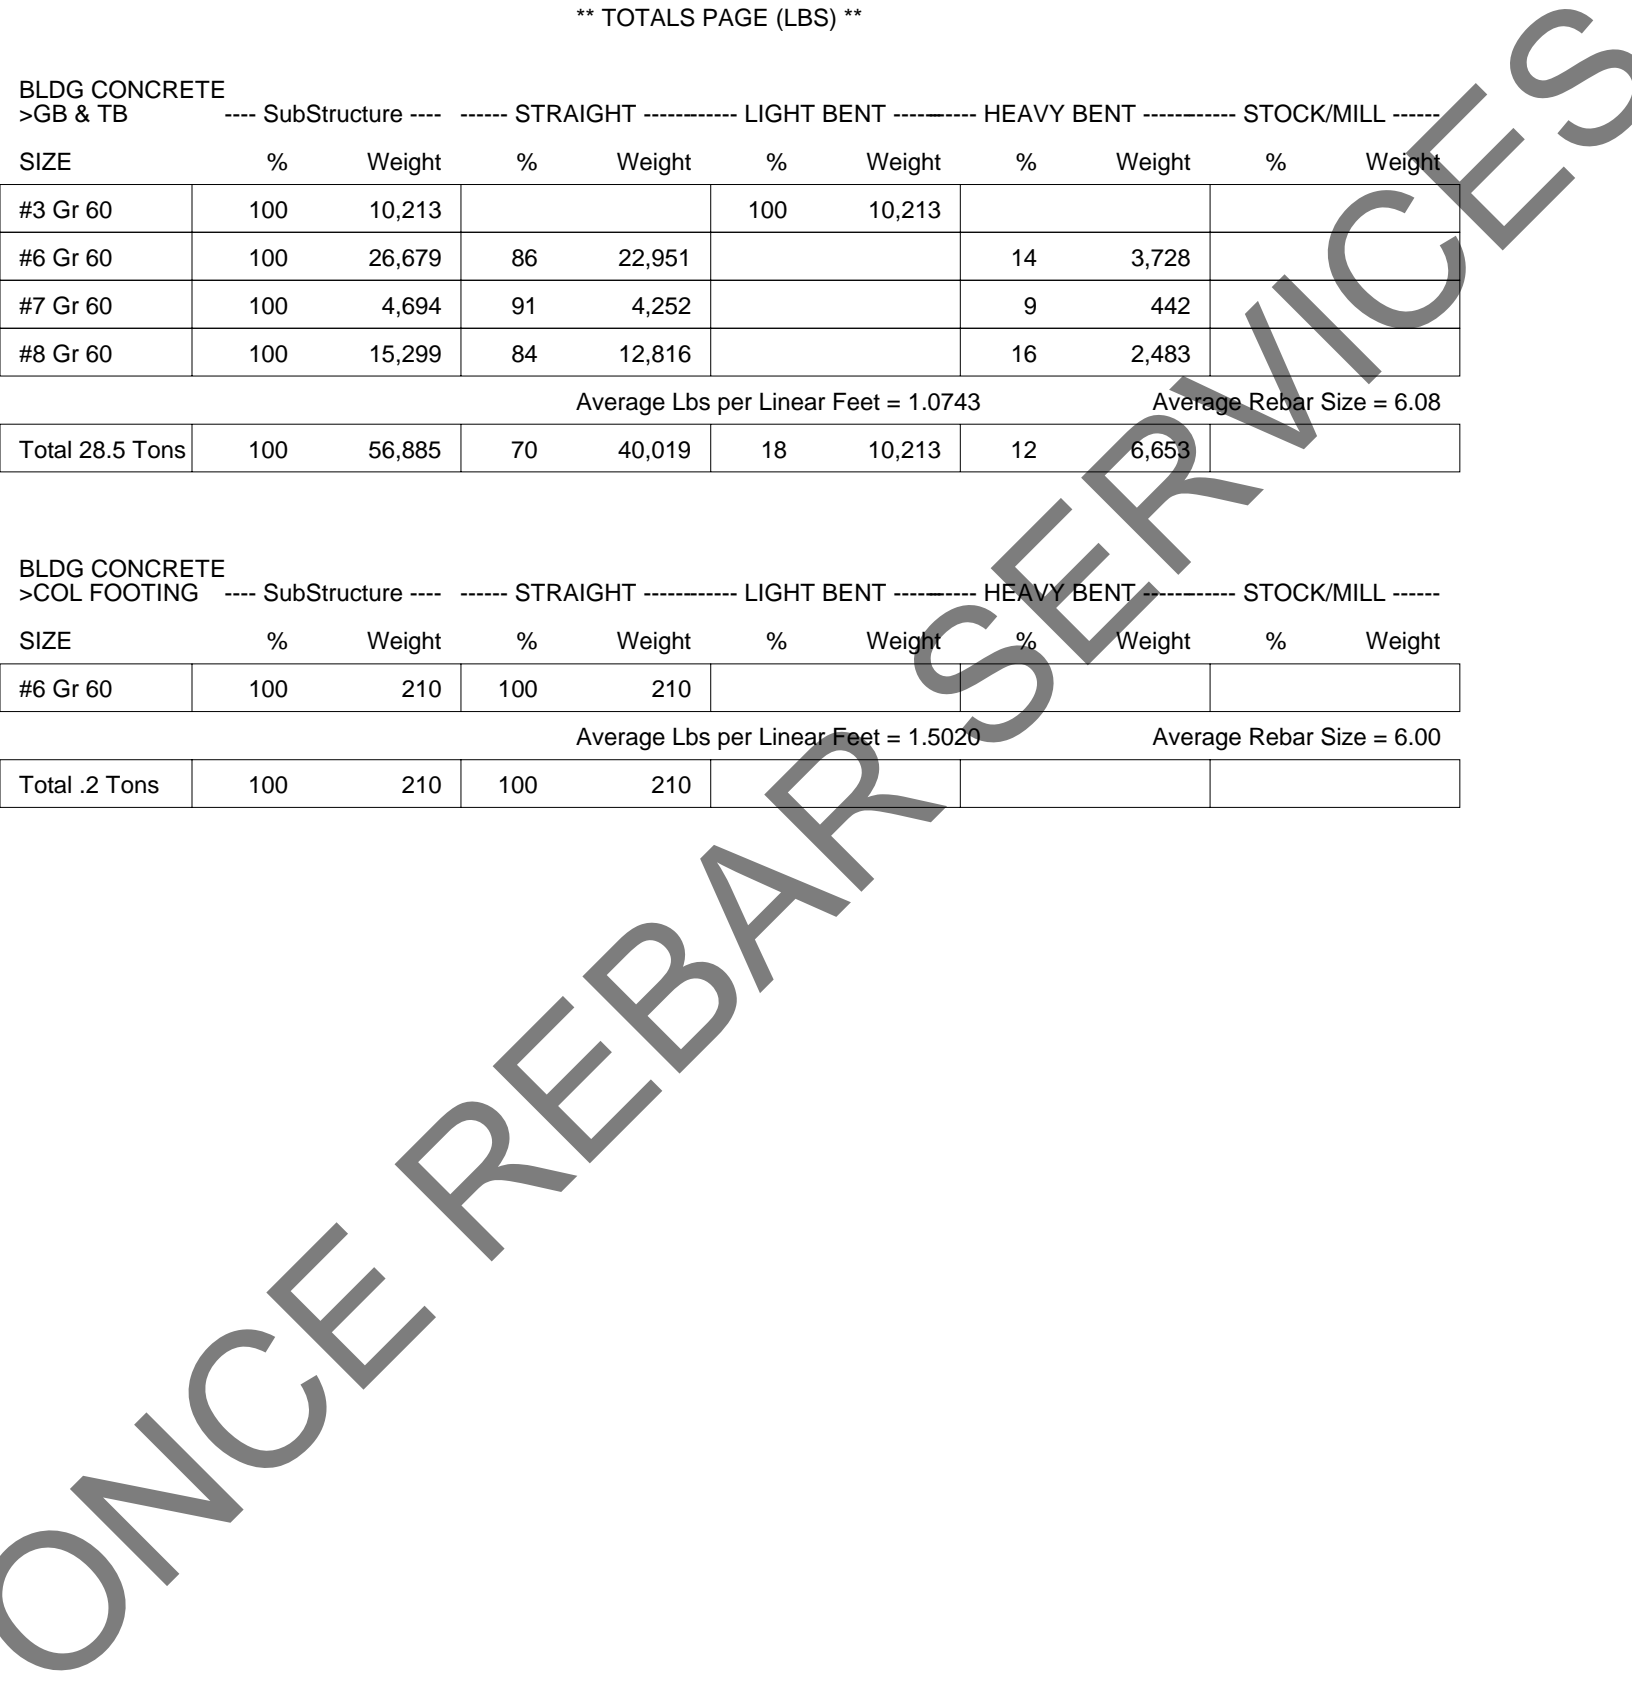 ** TOTALS PAGE (LBS) **
BLDG CONCRETE
>GB & TB ---- SubStructure ---- ------ STRAIGHT ------------ LIGHT BENT ----------- HEAVY BENT ------------ STOCK/MILL ------
SIZE % Weight % Weight % Weight % Weight % Weight
#3 Gr 60 100 10,213 100 10,213
#6 Gr 60 100 26,679 86 22,951 14 3,728
#7 Gr 60 100 4,694 91 4,252 9 442
#8 Gr 60 100 15,299 84 12,816 16 2,483
Average Lbs per Linear Feet = 1.0743 Average Rebar Size = 6.08
Total 28.5 Tons 100 56,885 70 40,019 18 10,213 12 6,653
BLDG CONCRETE
>COL FOOTING ---- SubStructure ---- ------ STRAIGHT ------------ LIGHT BENT ----------- HEAVY BENT ------------ STOCK/MILL ------
SIZE % Weight % Weight % Weight % Weight % Weight
#6 Gr 60 100 210 100 210
Average Lbs per Linear Feet = 1.5020 Average Rebar Size = 6.00
Total .2 Tons 100 210 100 210
ONCE REBAR SERVICES